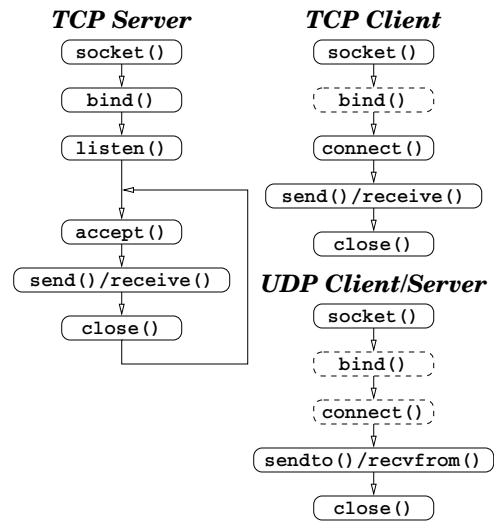 TCP Server
socket()
bind()
listen()
accept()
send()/receive()
close()
TCP Client
socket()
bind()
connect()
send()/receive()
close()
UDP Client/Server
socket()
bind()
connect()
sendto()/recvfrom()
close()